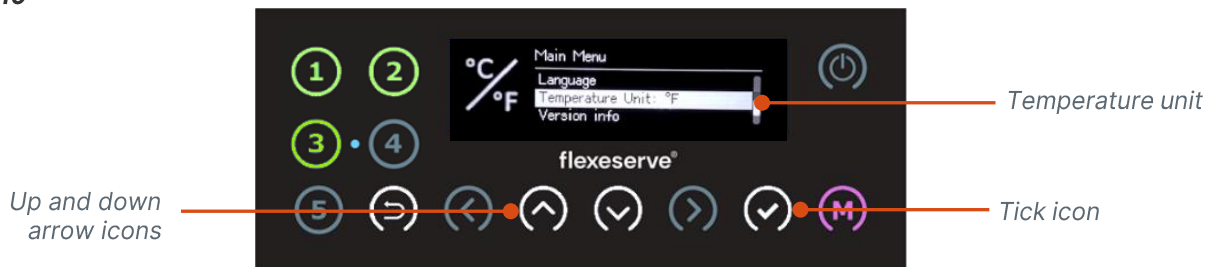 1
2
°C/°F
Main Menu
Language
Temperature Unit: °F
Version info
Temperature unit
3
4
flexeserve®
Up and down
arrow icons
5
M
Tick icon